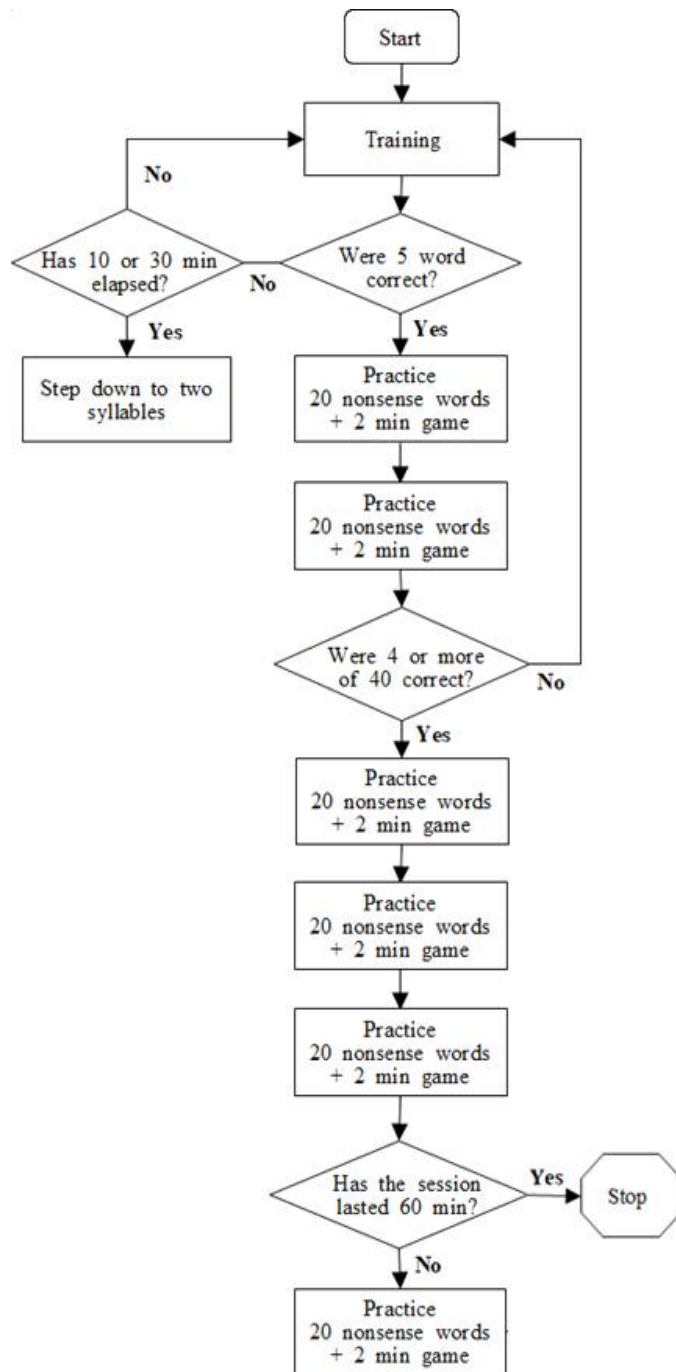 Start
Training
No
Has 10 or 30 min
elapsed?
No
Were 5 word
correct?
Yes
Yes
Step down to two
syllables
Practice
20 nonsense words
+ 2 min game
Practice
20 nonsense words
+ 2 min game
Were 4 or more
of 40 correct?
No
Yes
Practice
20 nonsense words
+ 2 min game
Practice
20 nonsense words
+ 2 min game
Practice
20 nonsense words
+ 2 min game
Has the session
lasted 60 min?
Yes
Stop
No
Practice
20 nonsense words
+ 2 min game